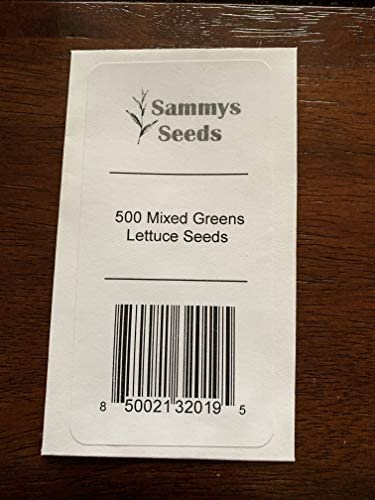 Sammys
Seeds
500 Mixed Greens
Lettuce Seeds
8 50021 32019 5